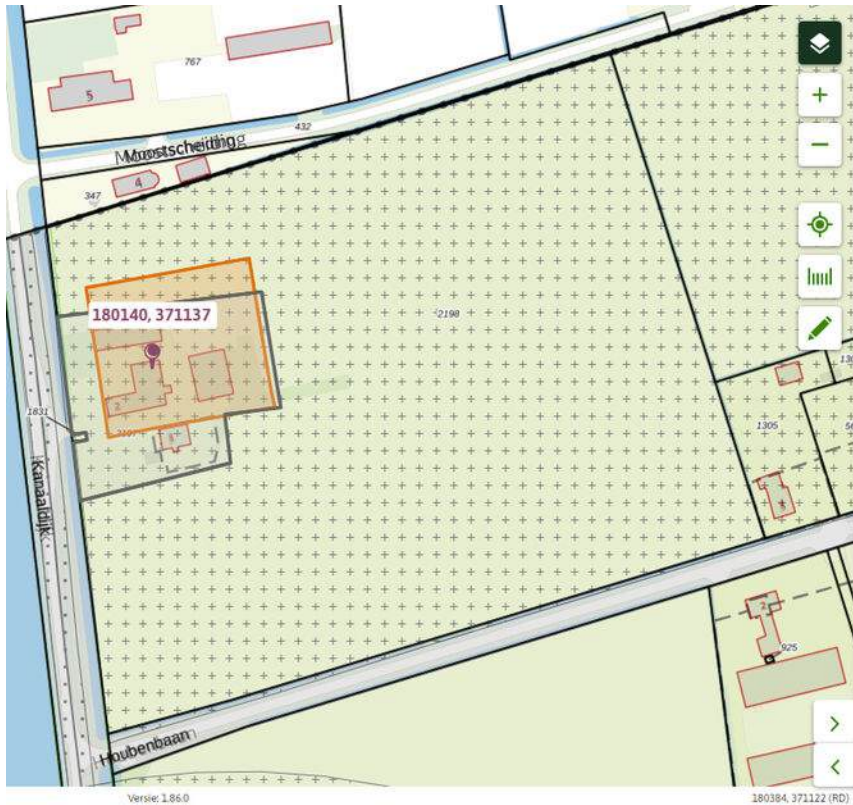 767
5
432
Moostscheiding
4
347
180140, 371137
2198
1831
2
1305
Kanaaldijk
2
925
Houbenbaan
Versie: 1.86.0
180384, 371122 (RD)